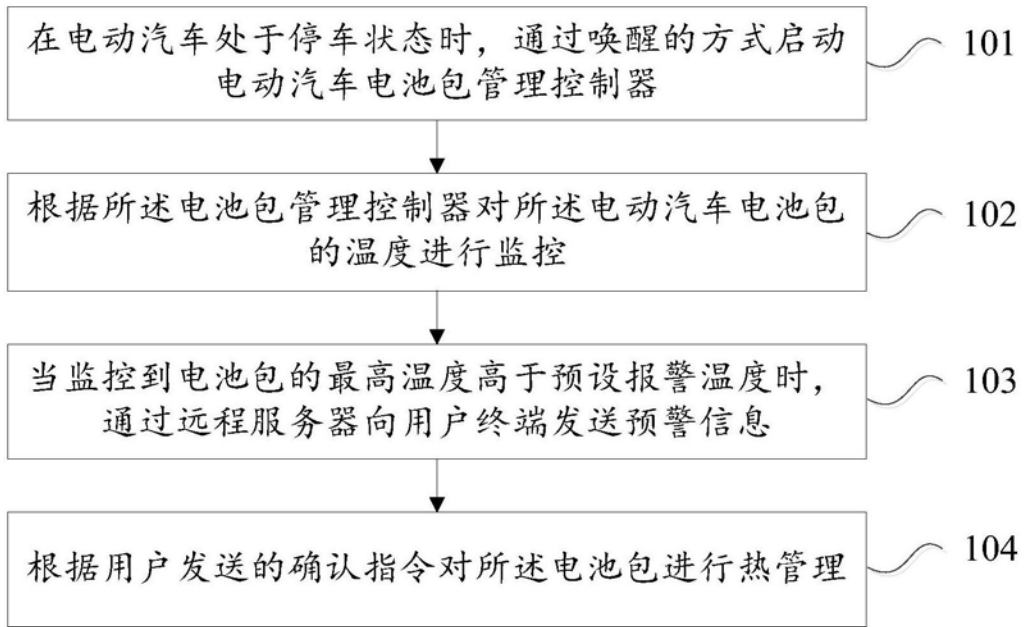 在电动汽车处于停车状态时，通过唤醒的方式启动
电动汽车电池包管理控制器
101
根据所述电池包管理控制器对所述电动汽车电池包
的温度进行监控
102
当监控到电池包的最高温度高于预设报警温度时，
通过远程服务器向用户终端发送预警信息
103
根据用户发送的确认指令对所述电池包进行热管理
104